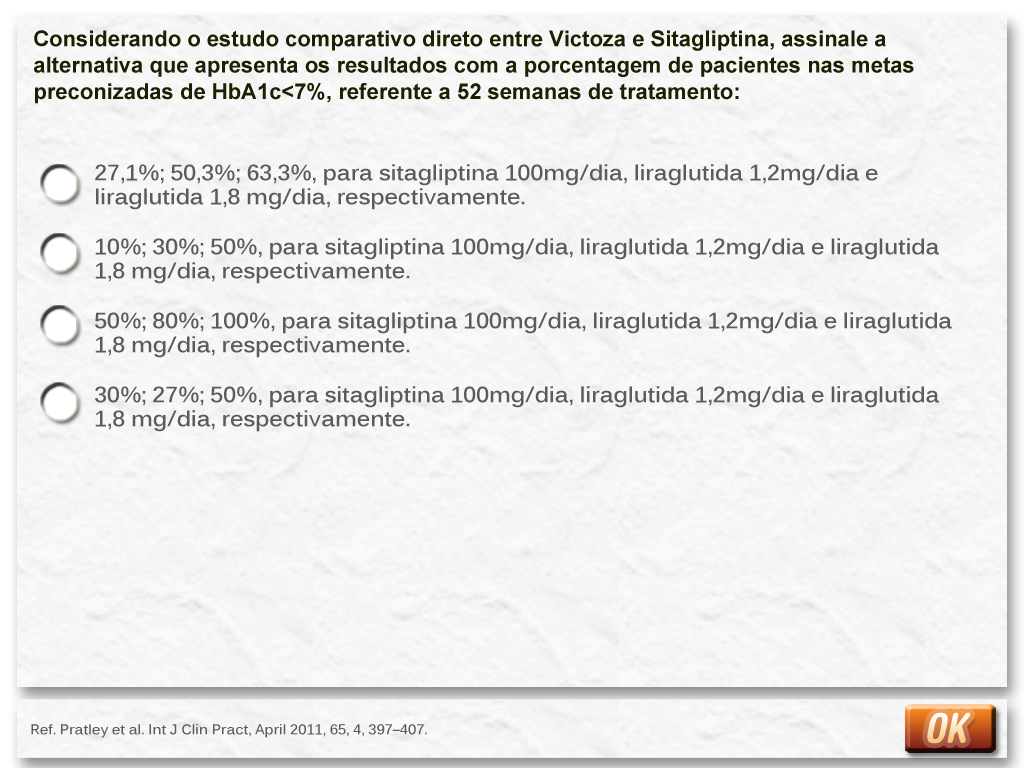 Considerando o estudo comparativo direto entre Victoza e Sitagliptina, assinale a
alternativa que apresenta os resultados com a porcentagem de pacientes nas metas
preconizadas de HbA1c<7%, referente a 52 semanas de tratamento:
27,1%; 50,3%; 63,3%, para sitagliptina 100mg/dia, liraglutida 1,2mg/dia e
liraglutida 1,8 mg/dia, respectivamente.
10%; 30%; 50%, para sitagliptina 100mg/dia, liraglutida 1,2mg/dia e liraglutida
1,8 mg/dia, respectivamente.
50%; 80%; 100%, para sitagliptina 100mg/dia, liraglutida 1,2mg/dia e liraglutida
1,8 mg/dia, respectivamente.
30%; 27%; 50%, para sitagliptina 100mg/dia, liraglutida 1,2mg/dia e liraglutida
1,8 mg/dia, respectivamente.
Ref. Pratley et al. Int J Clin Pract, April 2011, 65, 4, 397–407.
OK